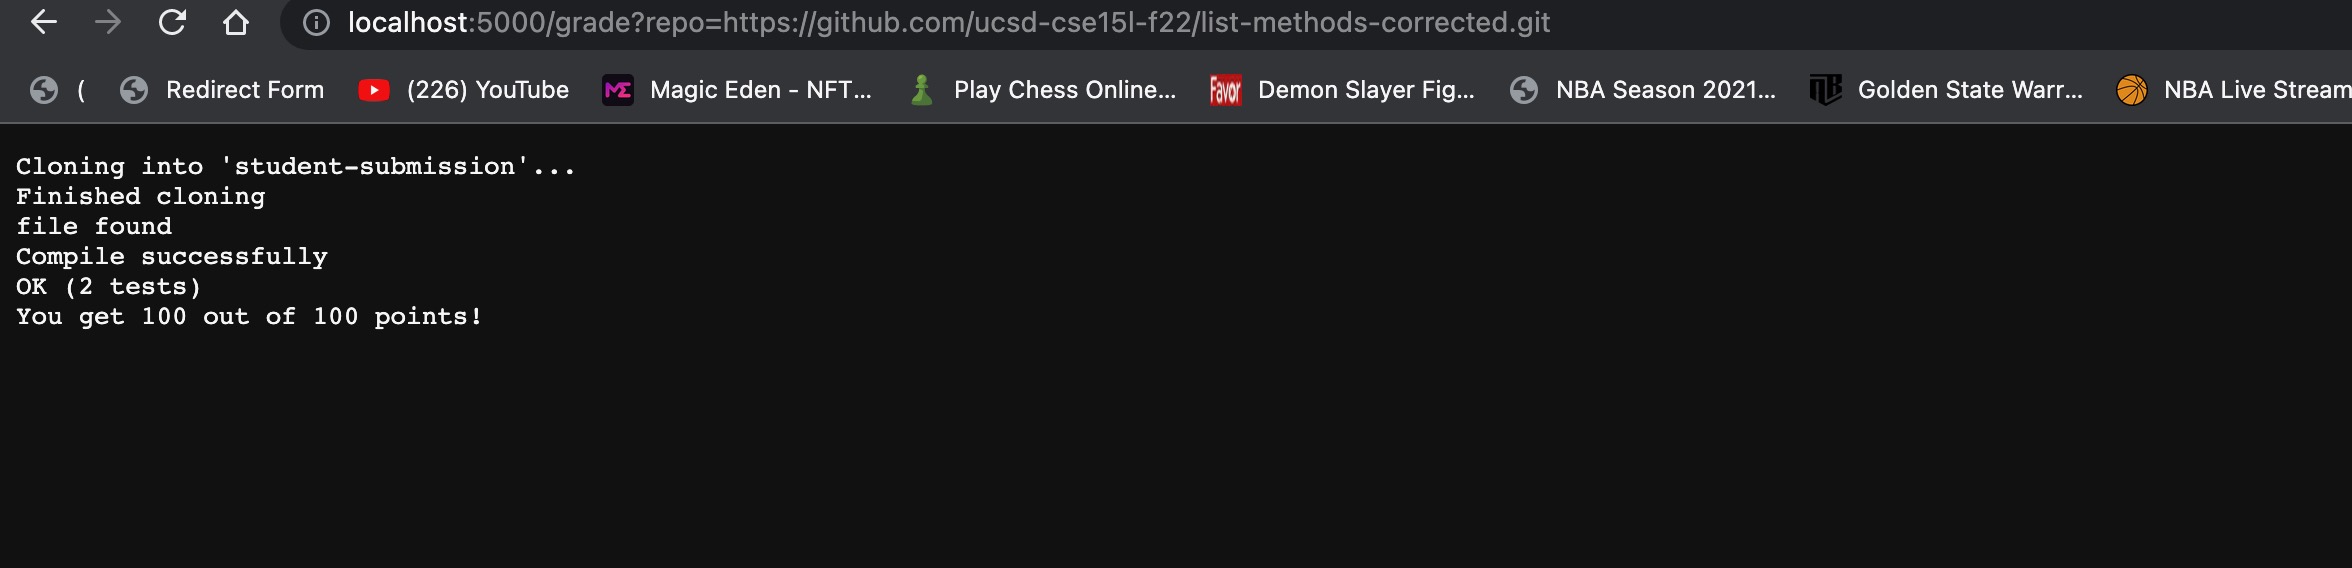 localhost:5000/grade?repo=https://github.com/ucsd-cse15l-f22/list-methods-corrected.git
( Redirect Form (226) YouTube ME Magic Eden - NFT... Play Chess Online... Favor Demon Slayer Fig... NBA Season 2021... NB Golden State Warr... NBA Live Stream
Cloning into 'student-submission'...
Finished cloning
file found
Compile successfully
OK (2 tests)
You get 100 out of 100 points!